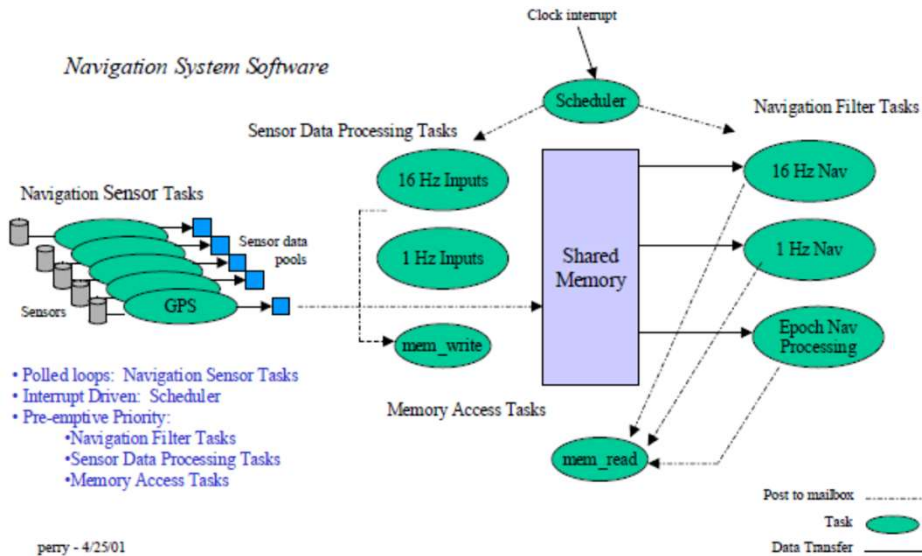 Clock interrupt
Navigation System Software
Scheduler
Navigation Filter Tasks
Sensor Data Processing Tasks
16 Hz Inputs
16 Hz Nav
Navigation Sensor Tasks
Sensor data
pools
1 Hz Inputs
Shared
Memory
1 Hz Nav
Sensors
GPS
mem_write
Epoch Nav
Processing
• Polled loops: Navigation Sensor Tasks
• Interrupt Driven: Scheduler
• Pre-emptive Priority:
•Navigation Filter Tasks
•Sensor Data Processing Tasks
•Memory Access Tasks
Memory Access Tasks
mem_read
Post to mailbox
Task
Data Transfer
perry - 4/25/01